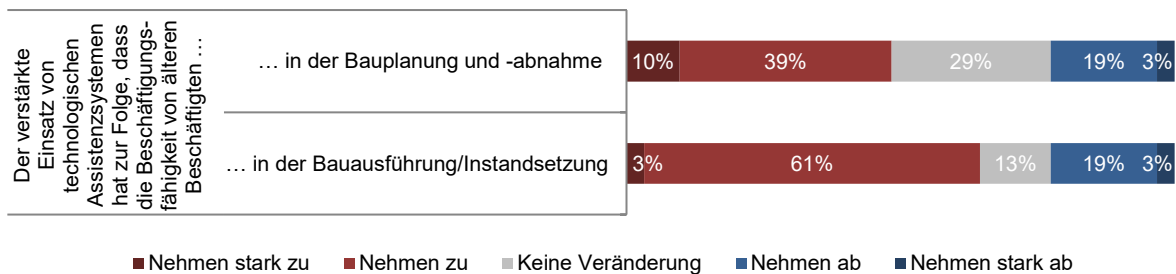 Der verstärkte
Einsatz von
technologischen
Assistenzsystemen
hat zur Folge, dass
die Beschäftigungs-
fähigkeit von älteren
Beschäftigten …
… in der Bauplanung und -abnahme
10% 39% 29% 19% 3%
… in der Bauausführung/Instandsetzung
3% 61% 13% 19% 3%
Nehmen stark zu Nehmen zu Keine Veränderung Nehmen ab Nehmen stark ab